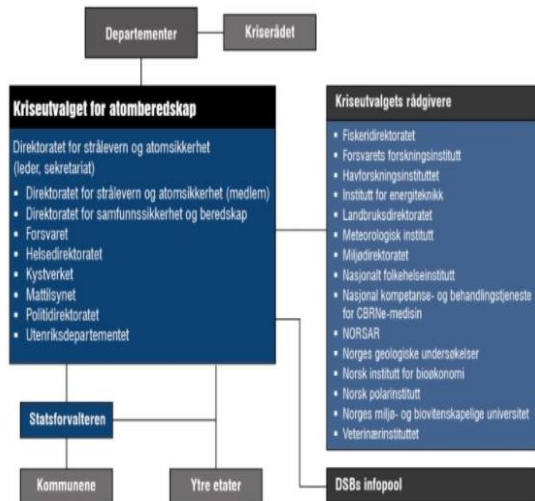 Departementer
Kriserådet
Kriseutvalget for atomberedskap
Direktoratet for strålevern og atomsikkerhet
(leder, sekretariat)
▪ Direktoratet for strålevern og atomsikkerhet (medlem)
▪ Direktoratet for samfunnssikkerhet og beredskap
▪ Forsvaret
▪ Helsedirektoratet
▪ Kystverket
▪ Mattilsynet
▪ Politidirektoratet
▪ Utenriksdepartementet
Kriseutvalgets rådgivere
▪ Fiskeridirektoratet
▪ Forsvarets forskningsinstitutt
▪ Havforskningsinstituttet
▪ Institutt for energiteknikk
▪ Landbruksdirektoratet
▪ Meteorologisk institutt
▪ Miljødirektoratet
▪ Nasjonalt folkehelseinstitutt
▪ Nasjonal kompetanse- og behandlingstjeneste
for CBRNe-medisin
▪ NORSAR
▪ Norges geologiske undersøkelser
▪ Norsk institutt for bioøkonomi
▪ Norsk polarinstitutt
▪ Norges miljø- og biovitenskapelige universitet
▪ Veterinærinstituttet
Statsforvalteren
Kommunene
Ytre etater
DSBs infopool